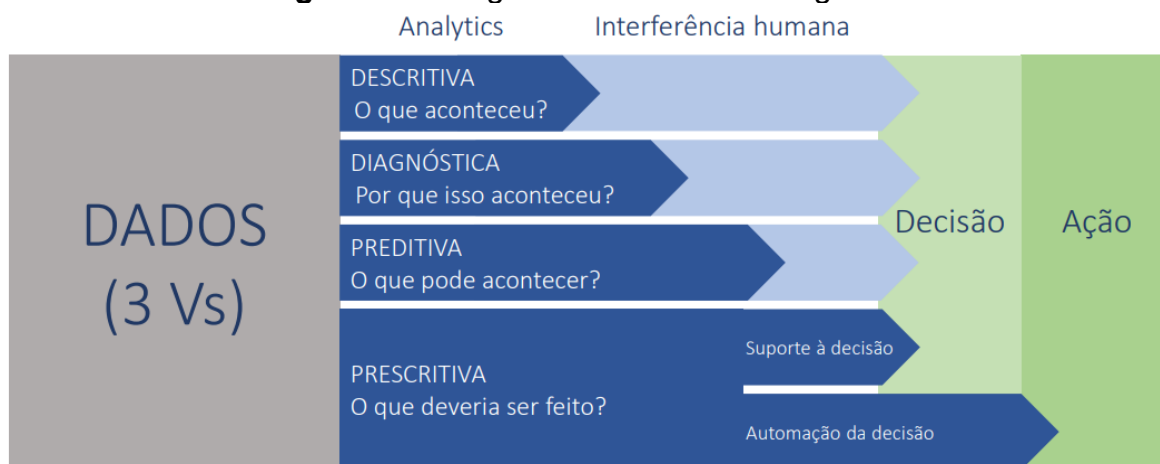 Analytics
Interferência humana
DADOS
(3 Vs)
DESCRITIVA
O que aconteceu?
DIAGNÓSTICA
Por que isso aconteceu?
PREDITIVA
O que pode acontecer?
PRESCRITIVA
O que deveria ser feito?
Suporte à decisão
Automação da decisão
Decisão
Ação